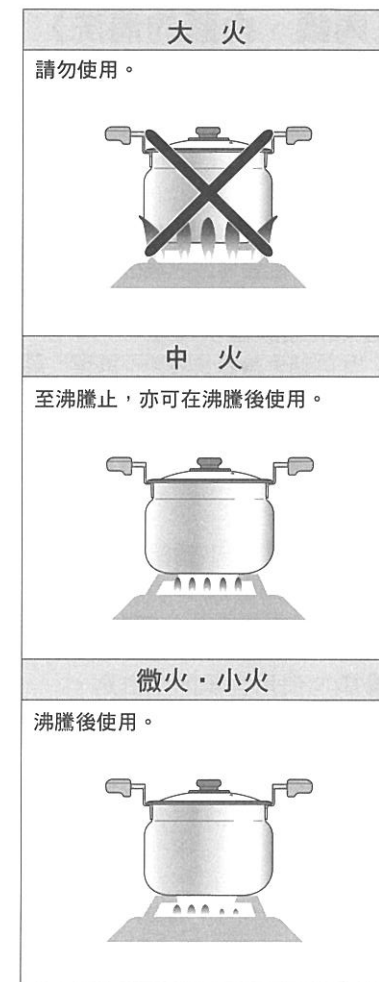 大 火
請勿使用。
中 火
至沸騰止，亦可在沸騰後使用。
微火・小火
沸騰後使用。